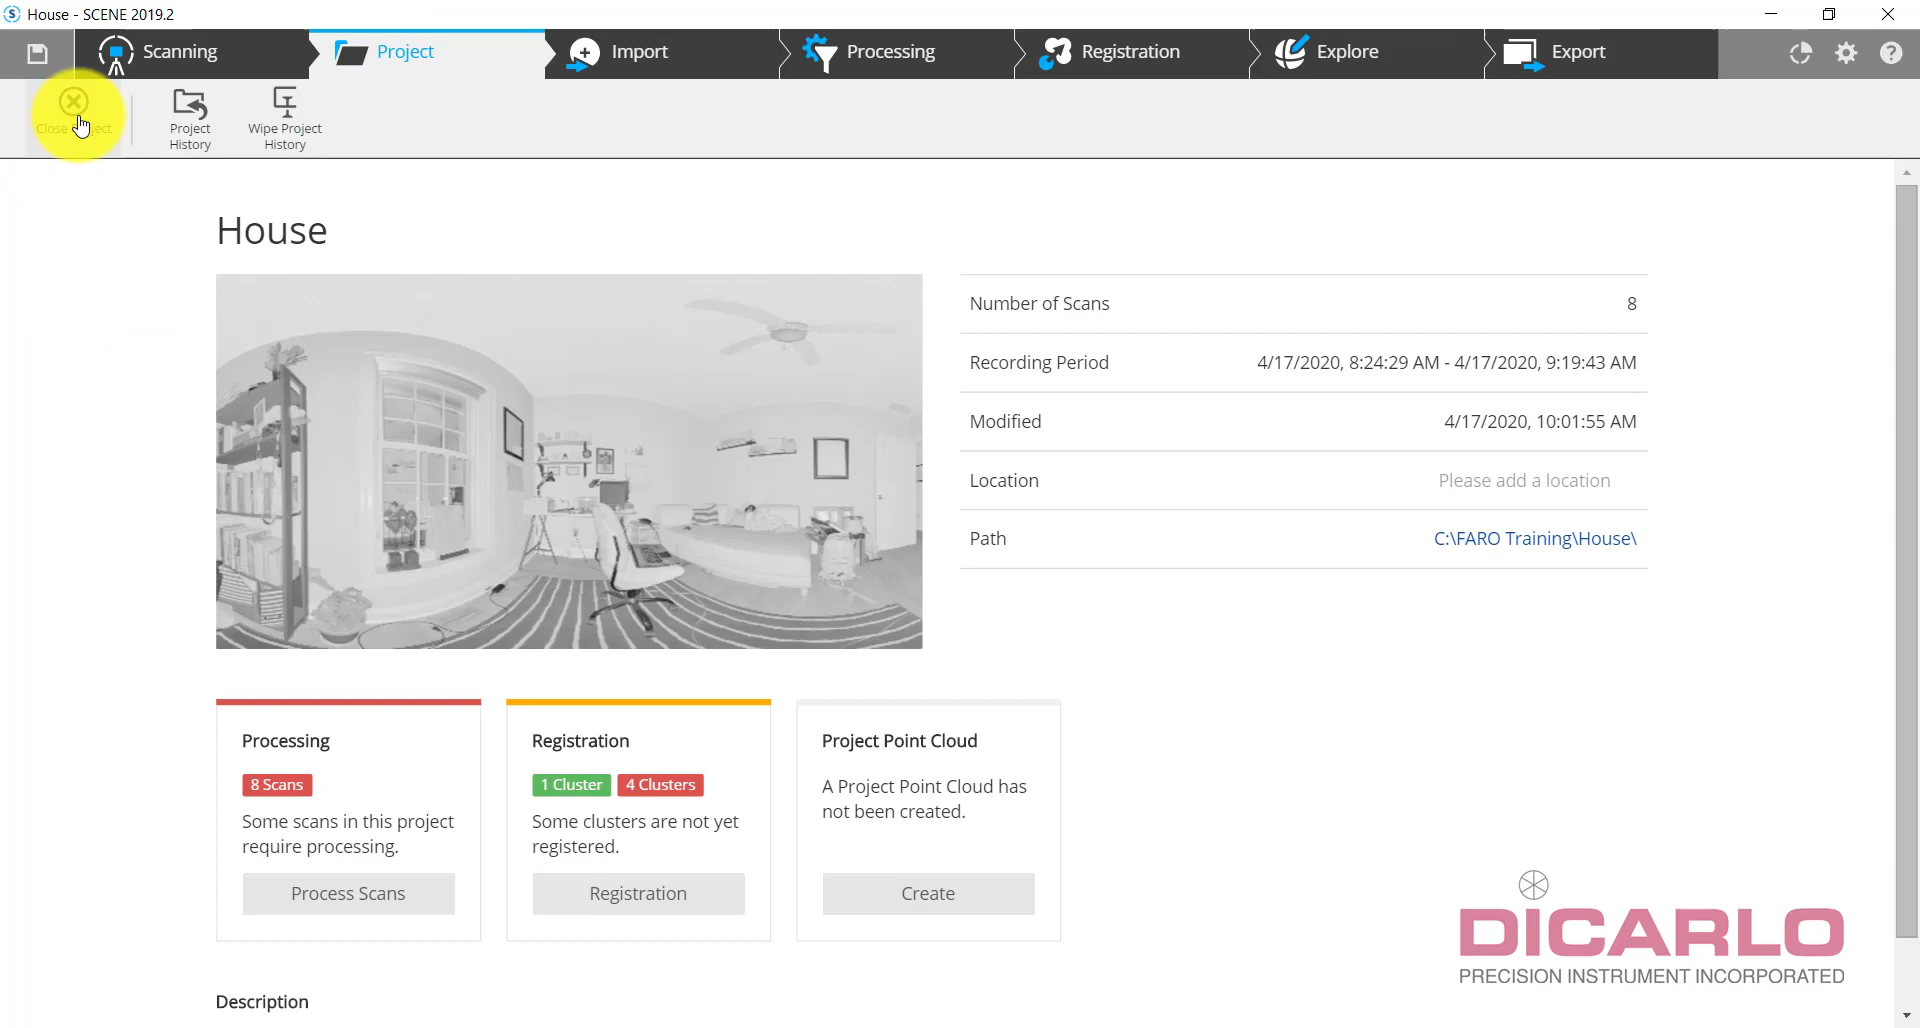 House - SCENE 2019.2
Scanning
Project
Import
Processing
Registration
Explore
Export
Close Project
Project
History
Wipe Project
History
House
Number of Scans 8
Recording Period 4/17/2020, 8:24:29 AM - 4/17/2020, 9:19:43 AM
Modified 4/17/2020, 10:01:55 AM
Location Please add a location
Path C:\FARO Training\House\
Processing
8 Scans
Some scans in this project
require processing.
Process Scans
Registration
1 Cluster 4 Clusters
Some clusters are not yet
registered.
Registration
Project Point Cloud
A Project Point Cloud has
not been created.
Create
DICARLO
PRECISION INSTRUMENT INCORPORATED
Description